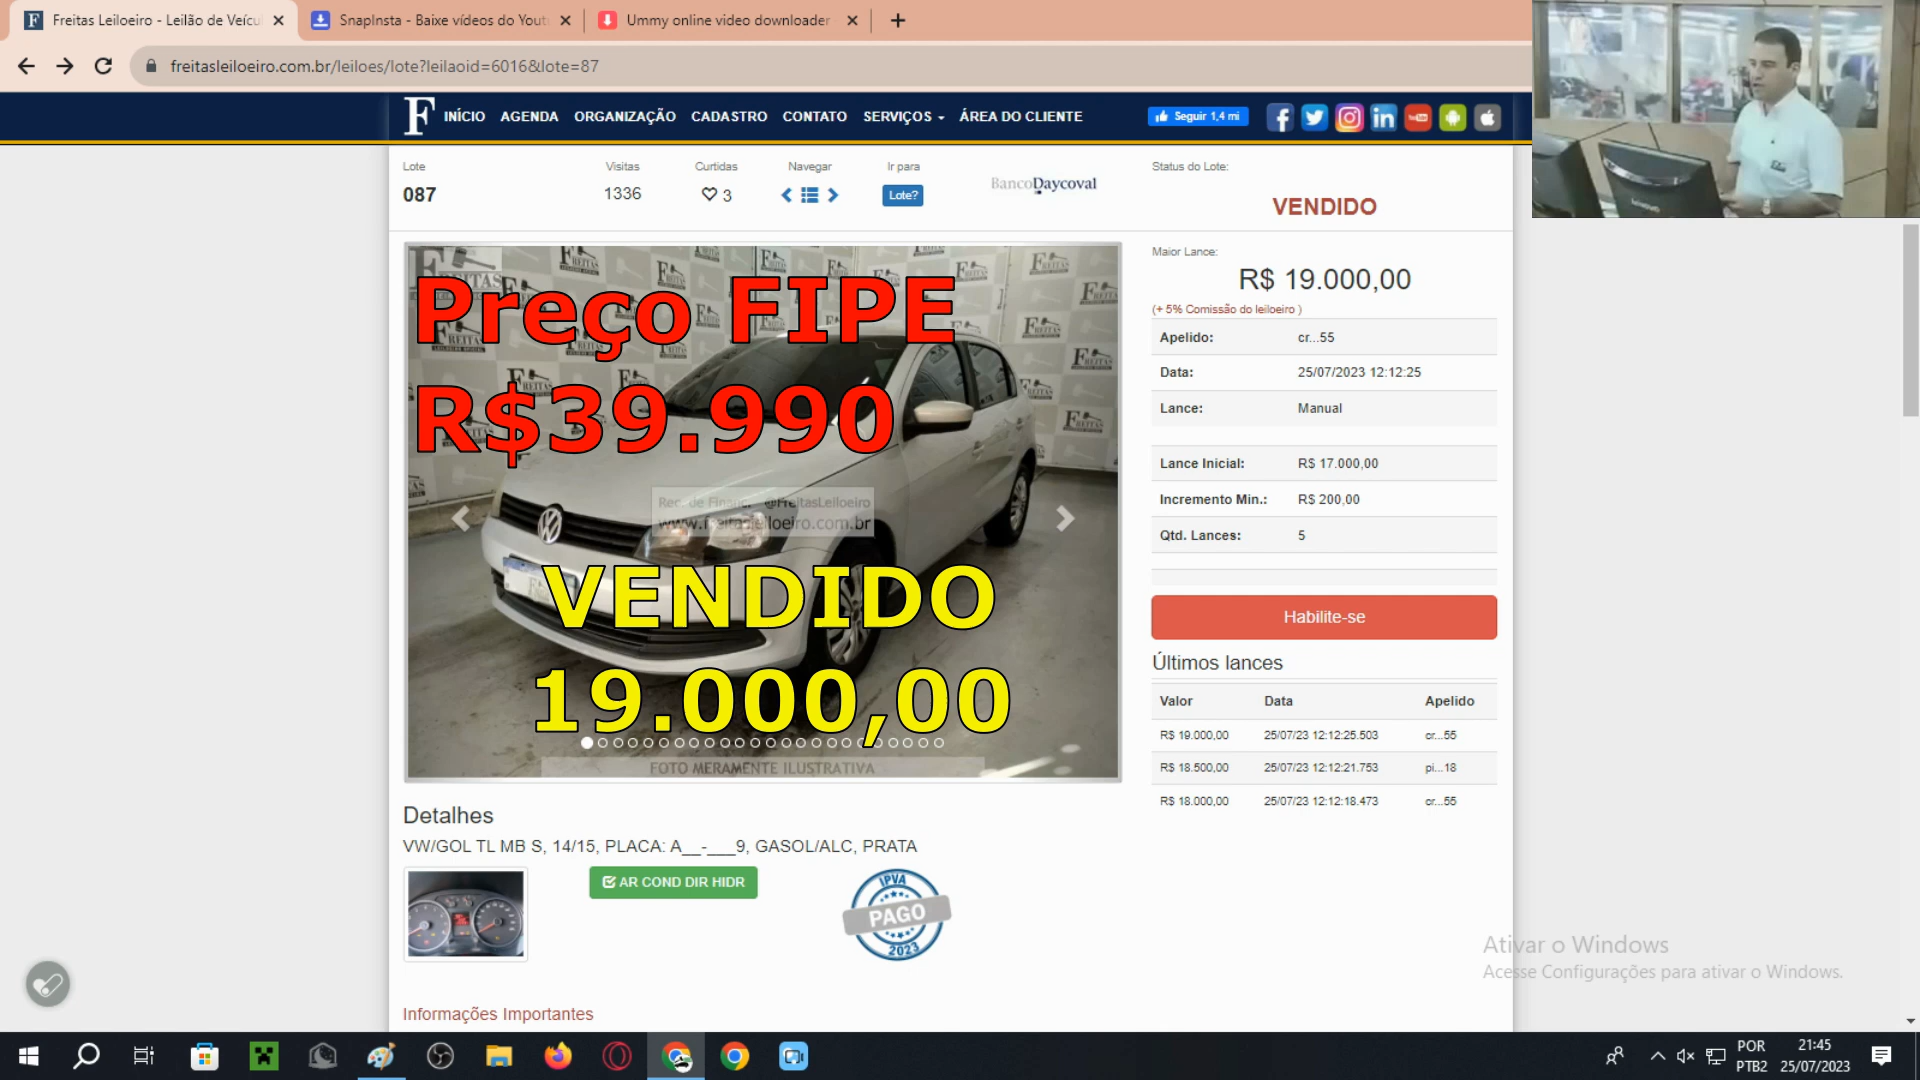 Freitas Leiloeiro - Leilão de Veícu
SnapInsta - Baixe vídeos do Yout
Ummy online video downloader
freitasleiloeiro.com.br/leiloes/lote?leilaoid=6016&lote=87
F INÍCIO AGENDA ORGANIZAÇÃO CADASTRO CONTATO SERVIÇOS ÁREA DO CLIENTE
Seguir 1,4 mi
Lote Visitas Curtidas Navegar Ir para
087 1336 3 Lote?
BancoDaycoval
Status do Lote:
VENDIDO
Preço FIPE
R$39.990
www.freitasleiloeiro.com.br
VENDIDO
19.000,00
FOTO MERAMENTE ILUSTRATIVA
Maior Lance:
R$ 19.000,00
(+ 5% Comissão do leiloeiro )
Apelido: cr...55
Data: 25/07/2023 12:12:25
Lance: Manual
Lance Inicial: R$ 17.000,00
Incremento Min.: R$ 200,00
Qtd. Lances: 5
Habilite-se
Últimos lances
Valor Data Apelido
R$ 19.000,00 25/07/23 12:12:25.503 cr...55
R$ 18.500,00 25/07/23 12:12:21.753 pi...18
R$ 18.000,00 25/07/23 12:12:18.473 cr...55
Detalhes
VW/GOL TL MB S, 14/15, PLACA: A__-___9, GASOL/ALC, PRATA
AR COND DIR HIDR
IPVA
PAGO
2023
Informações Importantes
Ativar o Windows
Acesse Configurações para ativar o Windows.
POR
PTB2
21:45
25/07/2023